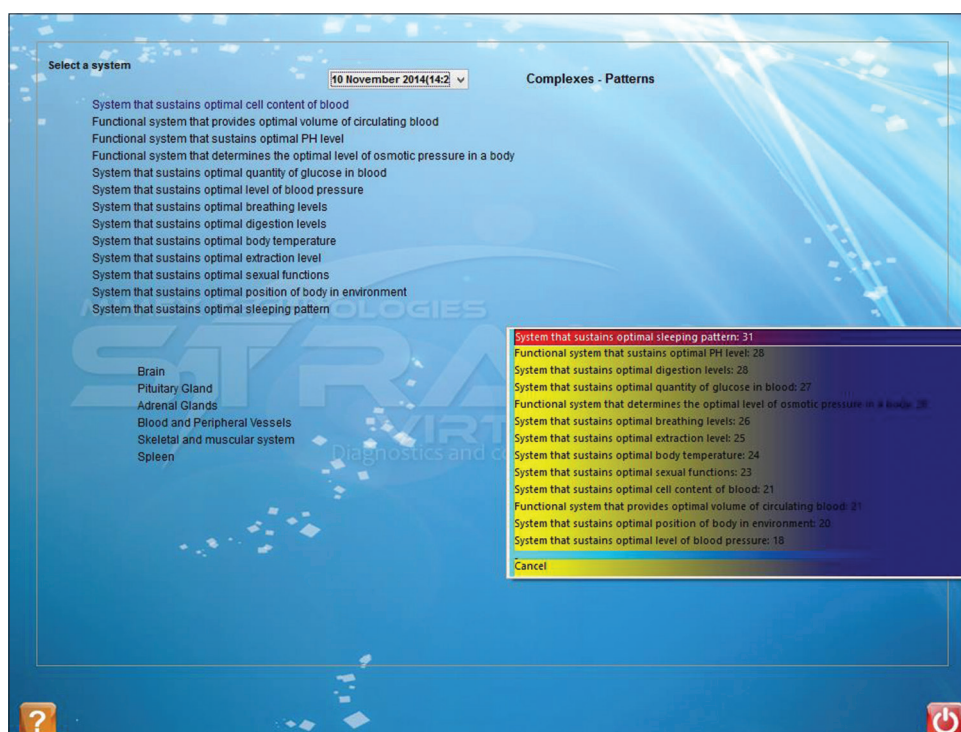 Select a system
10 November 2014(14:2
Complexes - Patterns
System that sustains optimal cell content of blood
Functional system that provides optimal volume of circulating blood
Functional system that sustains optimal PH level
Functional system that determines the optimal level of osmotic pressure in a body
System that sustains optimal quantity of glucose in blood
System that sustains optimal level of blood pressure
System that sustains optimal breathing levels
System that sustains optimal digestion levels
System that sustains optimal body temperature
System that sustains optimal extraction level
System that sustains optimal sexual functions
System that sustains optimal position of body in environment
System that sustains optimal sleeping pattern
Brain
Pituitary Gland
Adrenal Glands
Blood and Peripheral Vessels
Skeletal and muscular system
Spleen
STRA
VIRT
Diagnostics and
System that sustains optimal sleeping pattern: 31
Functional system that sustains optimal PH level: 28
System that sustains optimal digestion levels: 28
System that sustains optimal quantity of glucose in blood: 27
Functional system that determines the optimal level of osmotic pressure in a body:
System that sustains optimal breathing levels: 26
System that sustains optimal extraction level: 25
System that sustains optimal body temperature: 24
System that sustains optimal sexual functions: 23
System that sustains optimal cell content of blood: 21
Functional system that provides optimal volume of circulating blood: 21
System that sustains optimal position of body in environment: 20
System that sustains optimal level of blood pressure: 18
Cancel
?